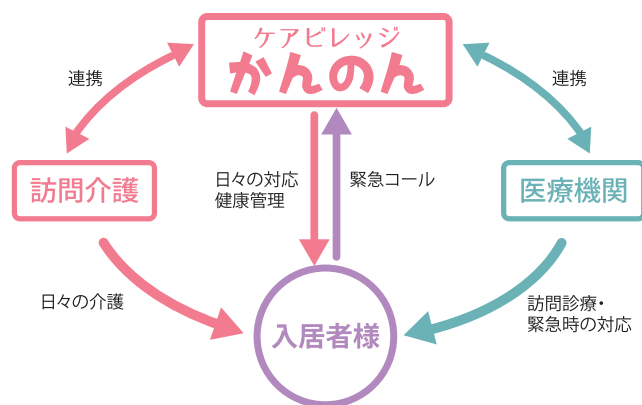 ケアビレッジ
かんのん
連携
連携
訪問介護
日々の対応
健康管理
緊急コール
医療機関
日々の介護
訪問診療・
緊急時の対応
入居者様